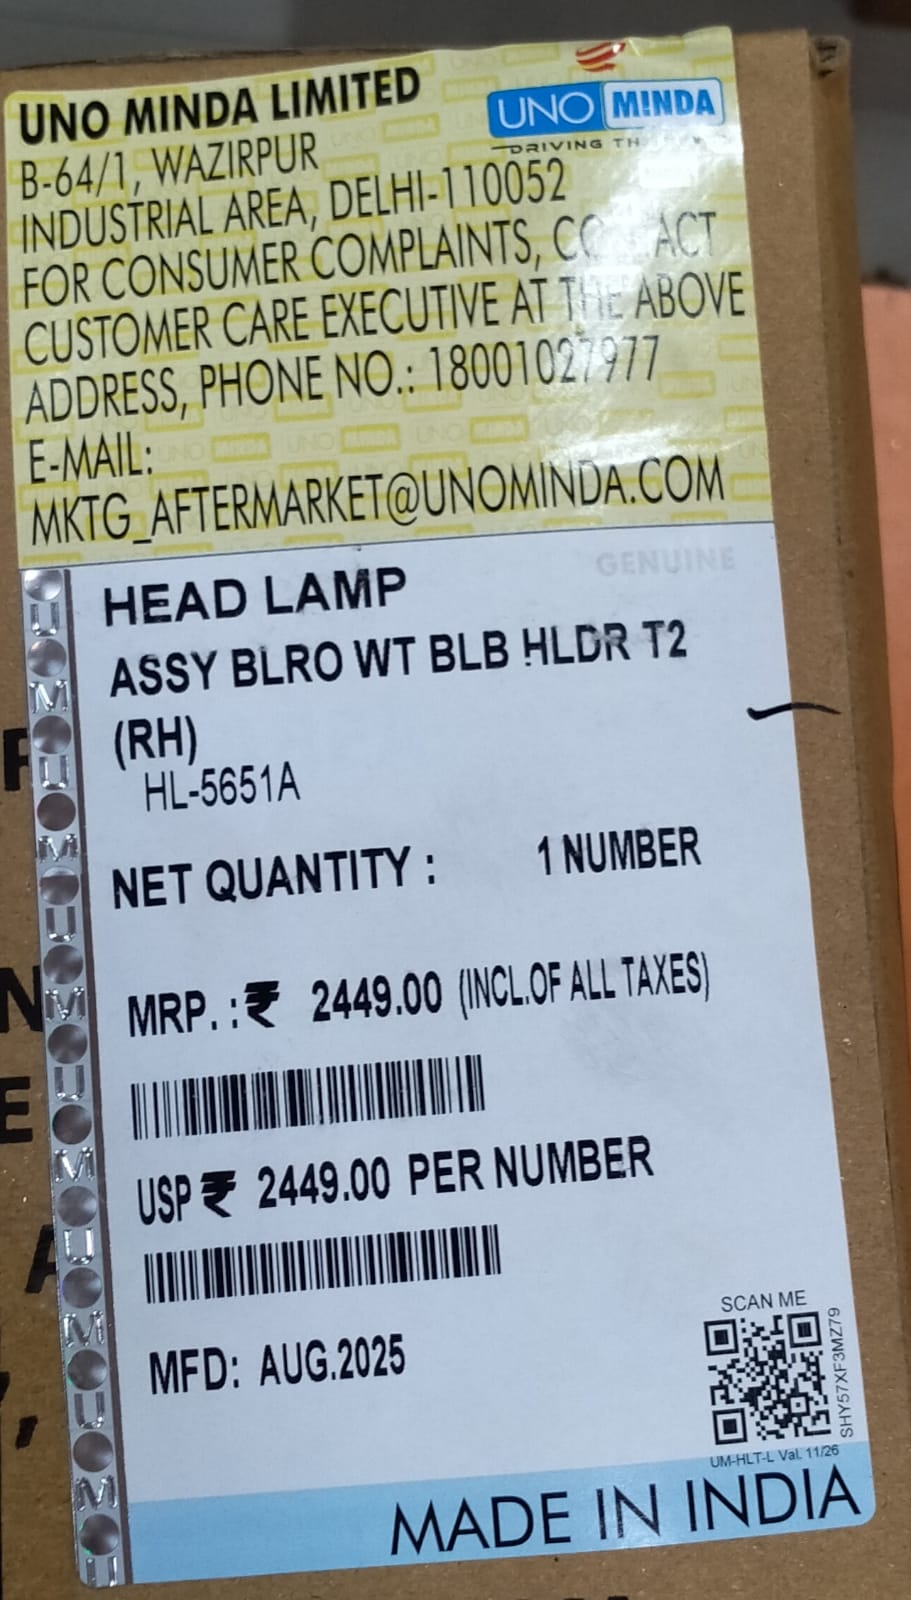 UNO MINDA LIMITED
UNO MINDA
DRIVING TH
B-64/1, WAZIRPUR
INDUSTRIAL AREA, DELHI-110052
FOR CONSUMER COMPLAINTS, CO ACT
CUSTOMER CARE EXECUTIVE AT THE ABOVE
ADDRESS, PHONE NO.: 18001027977
E-MAIL:
MKTG_AFTERMARKET@UNOMINDA.COM
GENUINE
HEAD LAMP
ASSY BLRO WT BLB HLDR T2
(RH)
HL-5651A
NET QUANTITY : 1 NUMBER
MRP. :₹ 2449.00 (INCL.OF ALL TAXES)
USP ₹ 2449.00 PER NUMBER
MFD: AUG.2025
SCAN ME
SHY57XF3MZ79
UM-HLT-L Val. 11/26
MADE IN INDIA